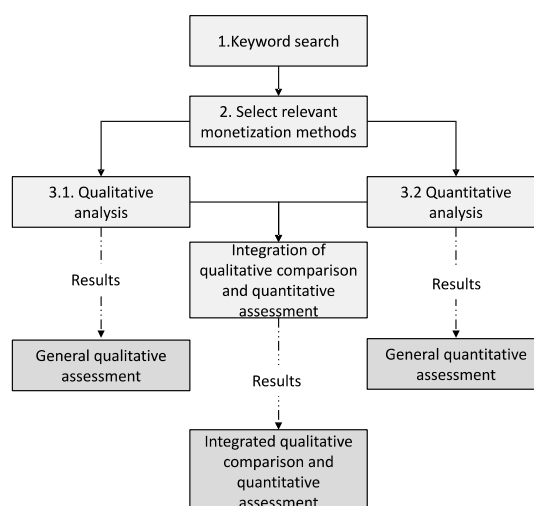 1.Keyword search
2. Select relevant
monetization methods
3.1. Qualitative
analysis
3.2 Quantitative
analysis
Integration of
qualitative comparison
and quantitative
assessment
Results
Results
General qualitative
assessment
General quantitative
assessment
Results
Integrated qualitative
comparison and
quantitative
assessment